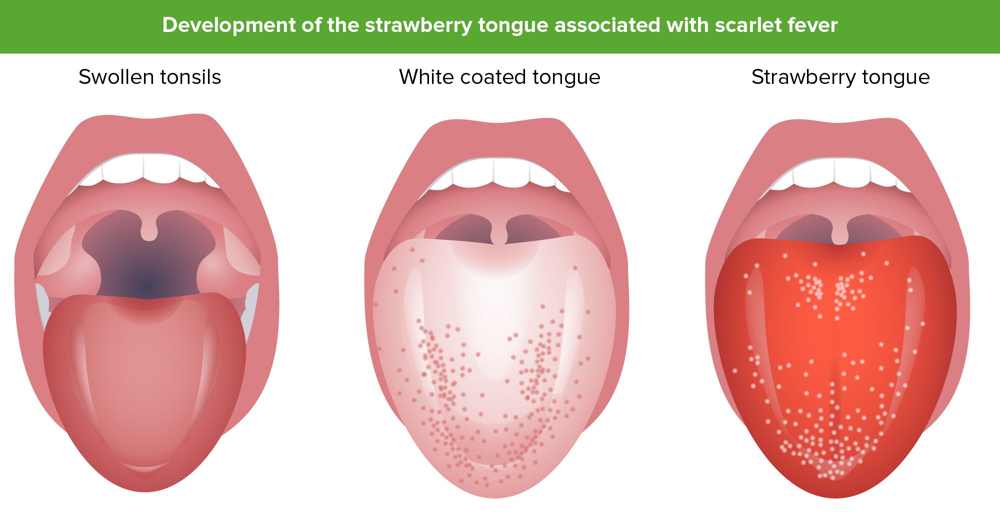 Development of the strawberry tongue associated with scarlet fever
Swollen tonsils
White coated tongue
Strawberry tongue